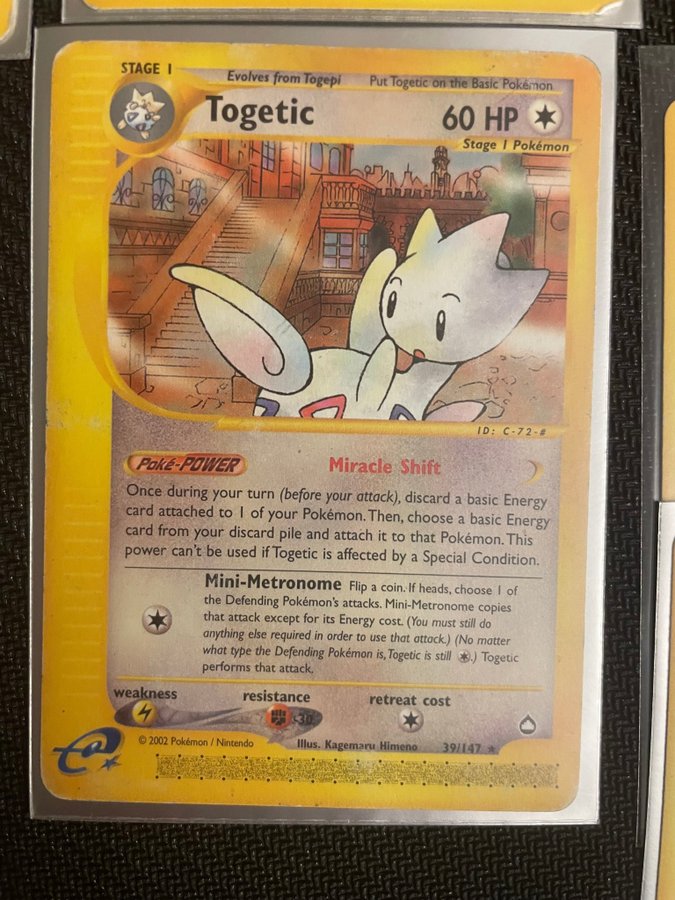 STAGE 1
Evolves from Togepi
Put Togetic on the Basic Pokémon
Togetic
60 HP
Stage 1 Pokémon
ID: C-72-#
Poké-POWER
Miracle Shift
Once during your turn (before your attack), discard a basic Energy
card attached to 1 of your Pokémon. Then, choose a basic Energy
card from your discard pile and attach it to that Pokémon. This
power can't be used if Togetic is affected by a Special Condition.
Mini-Metronome Flip a coin. If heads, choose 1 of
the Defending Pokémon's attacks. Mini-Metronome copies
that attack except for its Energy cost. (You must still do
anything else required in order to use that attack.) (No matter
what type the Defending Pokémon is, Togetic is still .) Togetic
performs that attack.
weakness
resistance
retreat cost
-30
© 2002 Pokémon / Nintendo
Illus. Kagemaru Himeno
39/147 ★
e